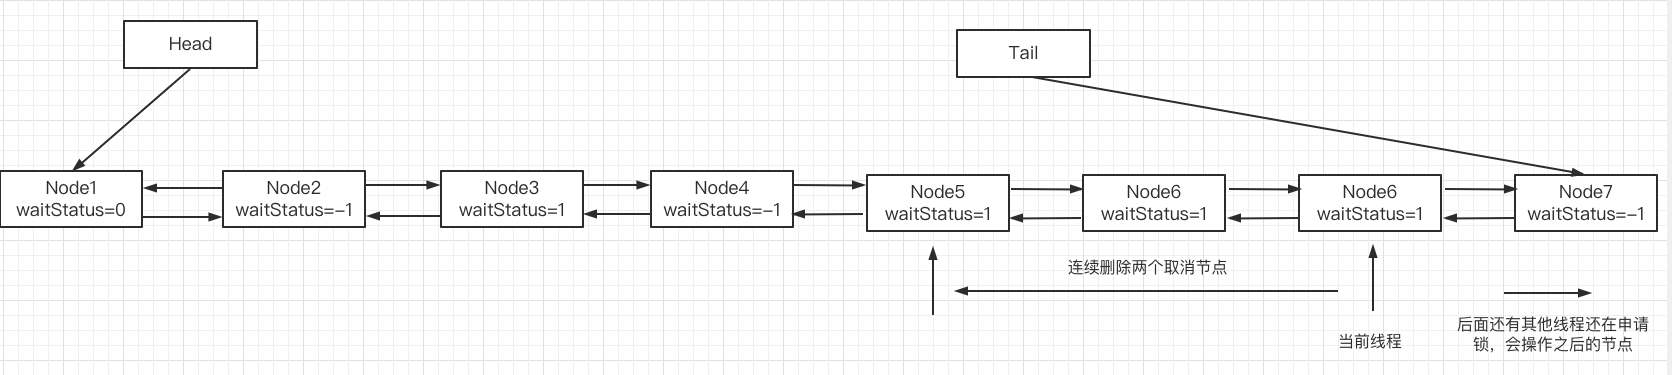 Head
Tail
Node1
waitStatus=0
Node2
waitStatus=-1
Node3
waitStatus=1
Node4
waitStatus=-1
Node5
waitStatus=1
Node6
waitStatus=1
Node6
waitStatus=1
Node7
waitStatus=-1
连续删除两个取消节点
当前线程
后面还有其他线程还在申请
锁，会操作之后的节点